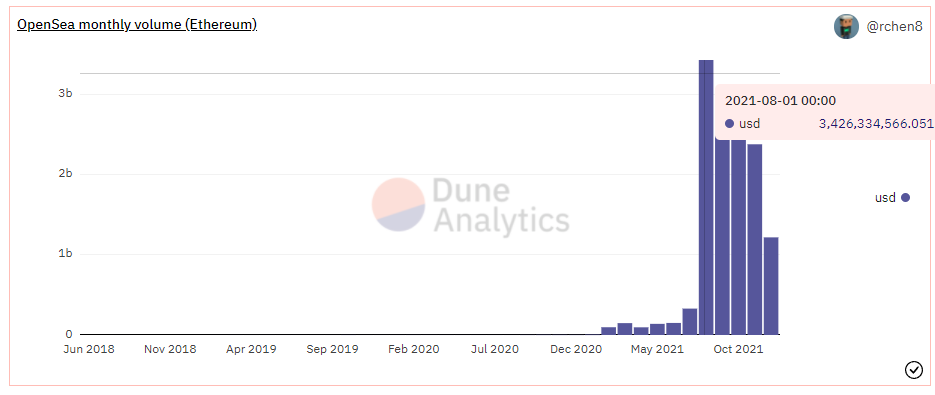 OpenSea monthly volume (Ethereum)
@rchen8
3b
2b
1b
0
2021-08-01 00:00
usd 3,426,334,566.051
usd
Dune
Analytics
Jun 2018 Nov 2018 Apr 2019 Sep 2019 Feb 2020 Jul 2020 Dec 2020 May 2021 Oct 2021